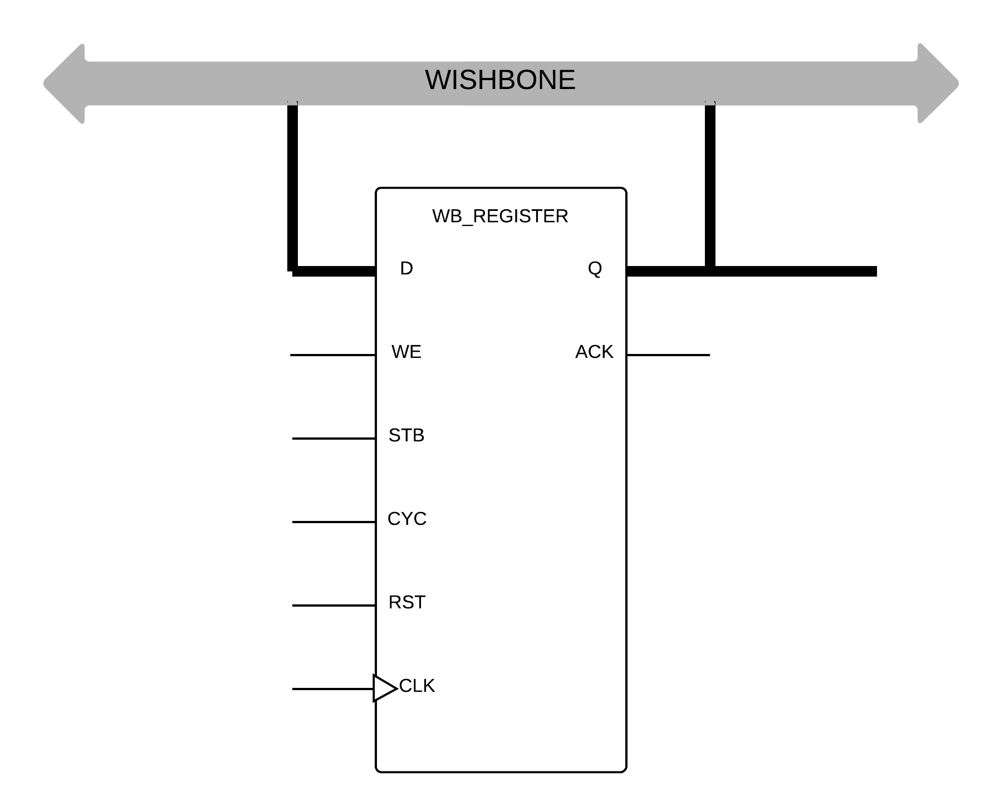 WISHBONE
WB_REGISTER
D
Q
WE
ACK
STB
CYC
RST
CLK